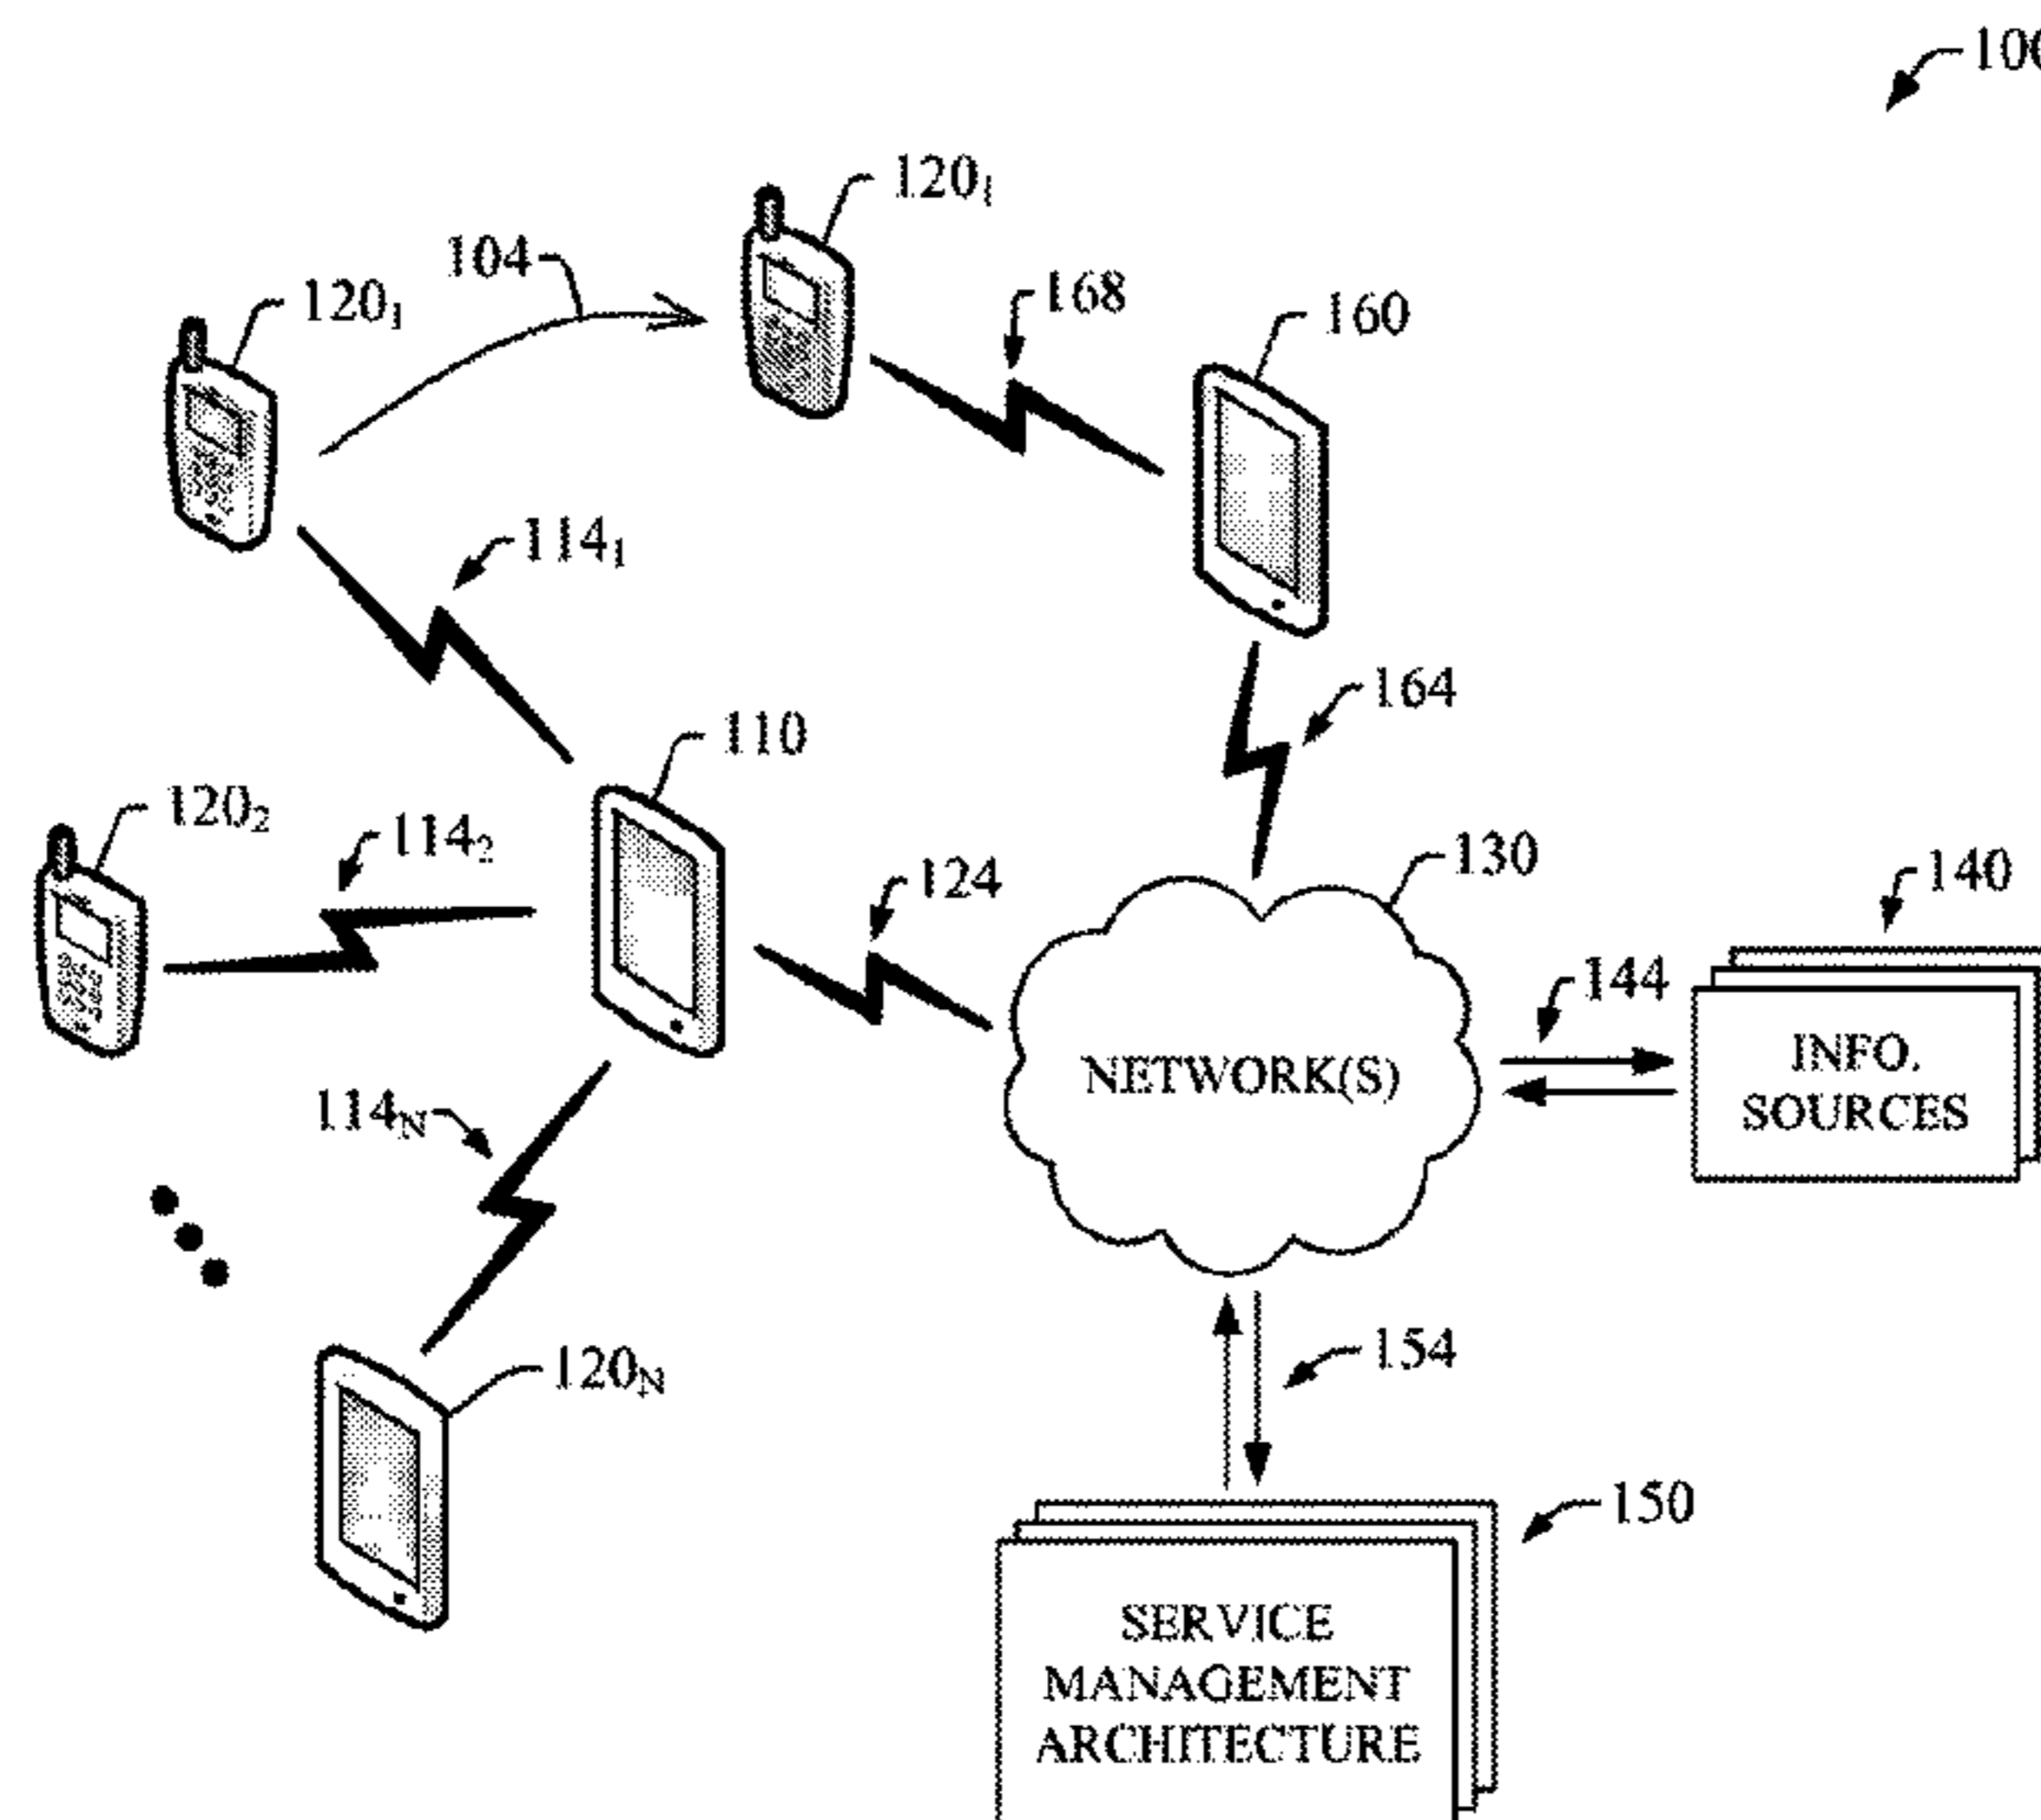 120₁
104
120₁
168
160
114₁
164
110
120₂
114₂
124
130
140
144
NETWORK(S)
INFO.
SOURCES
114N
120N
154
150
SERVICE
MANAGEMENT
ARCHITECTURE